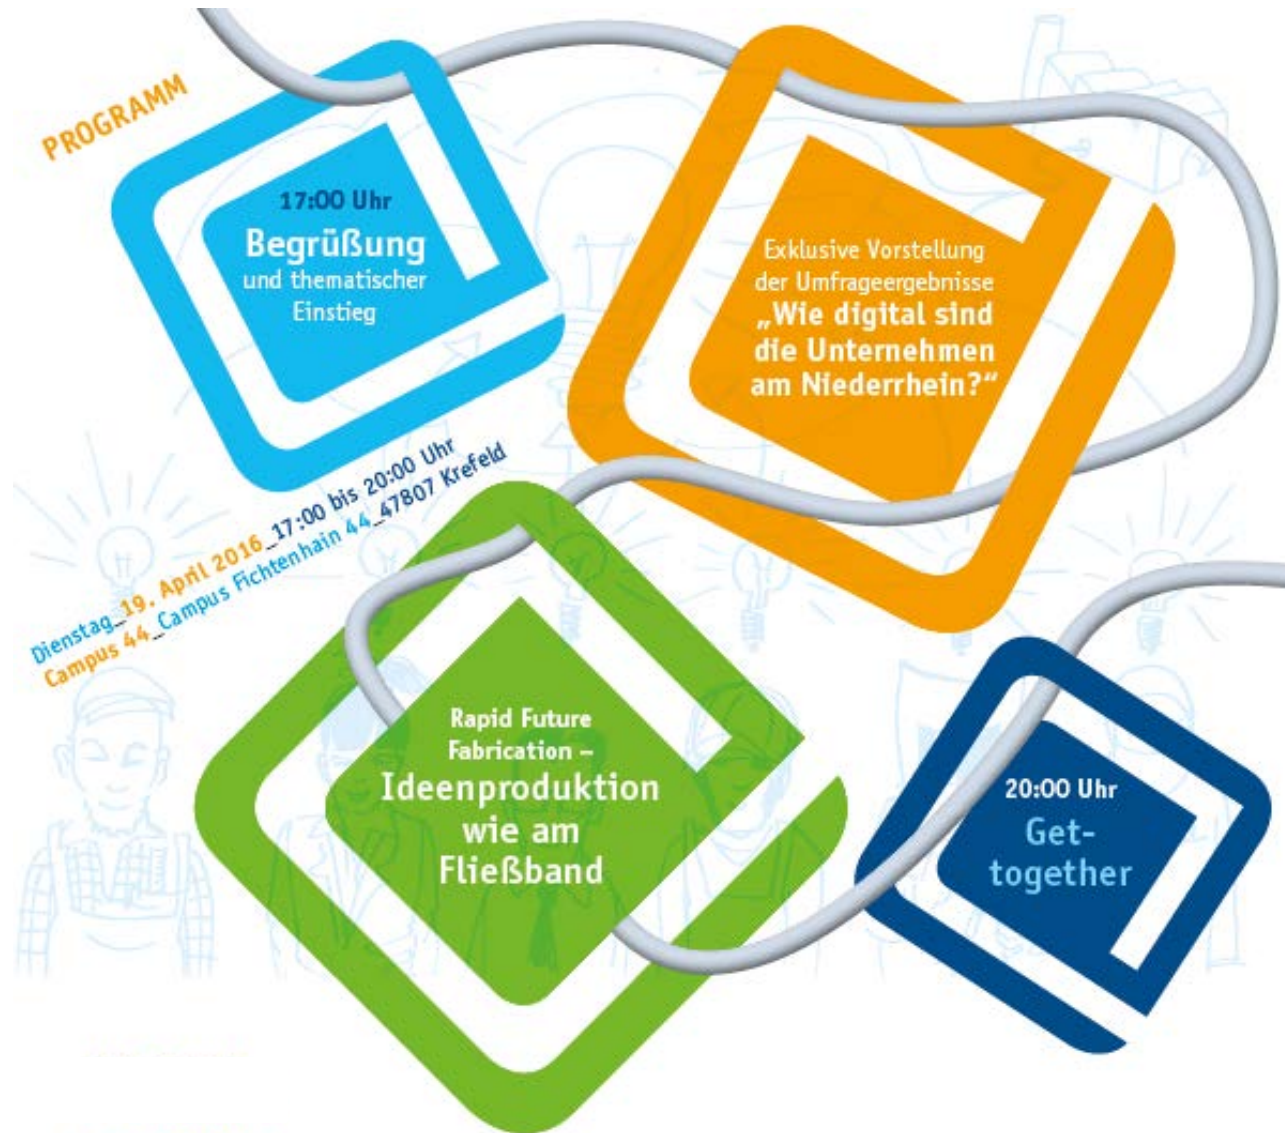 PROGRAMM
17:00 Uhr
Begrüßung
und thematischer
Einstieg
Exklusive Vorstellung
der Umfrageergebnisse
„Wie digital sind
die Unternehmen
am Niederrhein?“
Dienstag_19. April 2016_17:00 bis 20:00 Uhr
Campus 44_Campus Fichtenhain 44_47807 Krefeld
Rapid Future
Fabrication –
Ideenproduktion
wie am
Fließband
20:00 Uhr
Get-
together